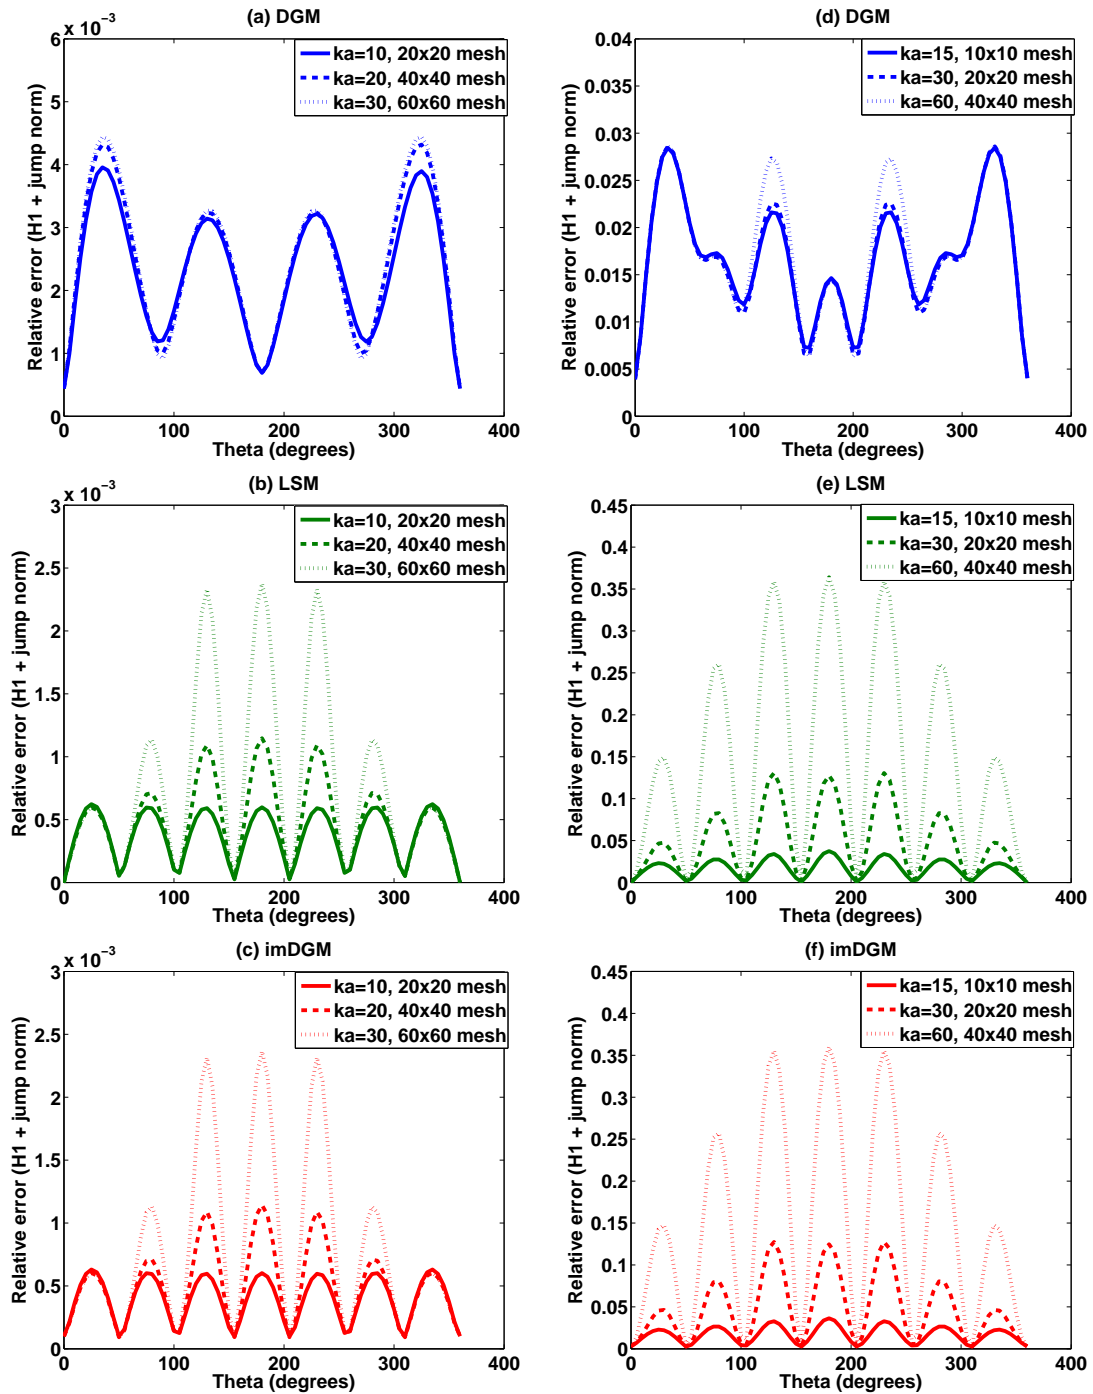 (a) DGM
x 10⁻³
6
5
4
3
2
1
0
0 100 200 300 400
Theta (degrees)
Relative error (H1 + jump norm)
ka=10, 20x20 mesh
ka=20, 40x40 mesh
ka=30, 60x60 mesh
(d) DGM
0.04
0.035
0.03
0.025
0.02
0.015
0.01
0.005
0
0 100 200 300 400
Theta (degrees)
Relative error (H1 + jump norm)
ka=15, 10x10 mesh
ka=30, 20x20 mesh
ka=60, 40x40 mesh
(b) LSM
x 10⁻³
3
2.5
2
1.5
1
0.5
0
0 100 200 300 400
Theta (degrees)
Relative error (H1 + jump norm)
ka=10, 20x20 mesh
ka=20, 40x40 mesh
ka=30, 60x60 mesh
(e) LSM
0.45
0.4
0.35
0.3
0.25
0.2
0.15
0.1
0.05
0
0 100 200 300 400
Theta (degrees)
Relative error (H1 + jump norm)
ka=15, 10x10 mesh
ka=30, 20x20 mesh
ka=60, 40x40 mesh
(c) imDGM
x 10⁻³
3
2.5
2
1.5
1
0.5
0
0 100 200 300 400
Theta (degrees)
Relative error (H1 + jump norm)
ka=10, 20x20 mesh
ka=20, 40x40 mesh
ka=30, 60x60 mesh
(f) imDGM
0.45
0.4
0.35
0.3
0.25
0.2
0.15
0.1
0.05
0
0 100 200 300 400
Theta (degrees)
Relative error (H1 + jump norm)
ka=15, 10x10 mesh
ka=30, 20x20 mesh
ka=60, 40x40 mesh